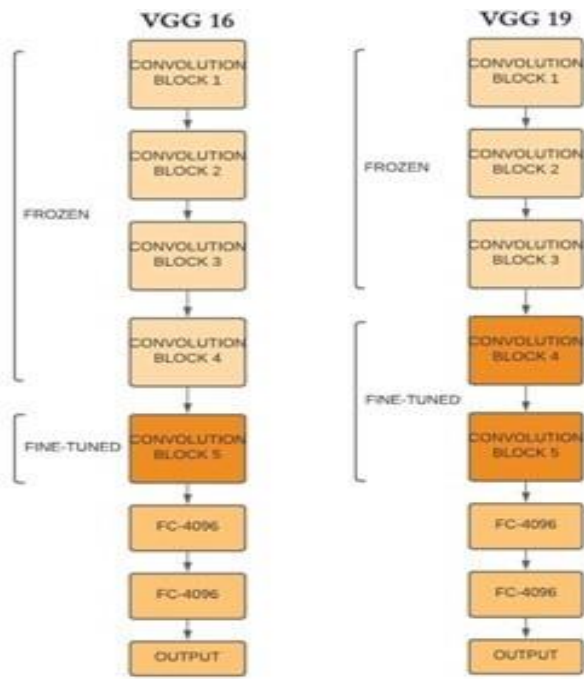 VGG 16
CONVOLUTION
BLOCK 1
CONVOLUTION
BLOCK 2
FROZEN
CONVOLUTION
BLOCK 3
CONVOLUTION
BLOCK 4
FINE-TUNED
CONVOLUTION
BLOCK 5
FC-4096
FC-4096
OUTPUT
VGG 19
CONVOLUTION
BLOCK 1
CONVOLUTION
BLOCK 2
FROZEN
CONVOLUTION
BLOCK 3
CONVOLUTION
BLOCK 4
FINE-TUNED
CONVOLUTION
BLOCK 5
FC-4096
FC-4096
OUTPUT